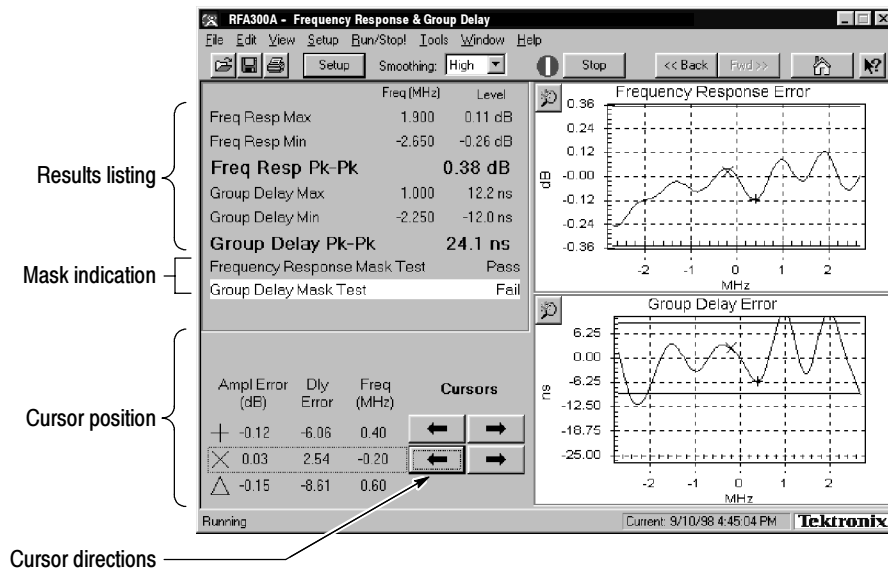 RFA300A - Frequency Response & Group Delay
File Edit View Setup Run/Stop! Tools Window Help
Setup Smoothing: High Stop << Back Fwd >>
Freq (MHz) Level
Freq Resp Max 1.900 0.11 dB
Freq Resp Min -2.650 -0.26 dB
Freq Resp Pk-Pk 0.38 dB
Group Delay Max 1.000 12.2 ns
Group Delay Min -2.250 -12.0 ns
Group Delay Pk-Pk 24.1 ns
Frequency Response Mask Test Pass
Group Delay Mask Test Fail
Results listing
Mask indication
Cursor position
Cursor directions
Frequency Response Error
0.36
0.24
0.12
-0.00
-0.12
-0.24
-0.36
dB
-2 -1 0 1 2
MHz
Group Delay Error
6.25
0.00
-6.25
-12.50
-18.75
-25.00
ns
-2 -1 0 1 2
MHz
Ampl Error (dB) Dly Error Freq (MHz) Cursors
+ -0.12 -6.06 0.40
X 0.03 2.54 -0.20
△ -0.15 -8.61 0.60
Running
Current: 9/10/98 4:45:04 PM Tektronix